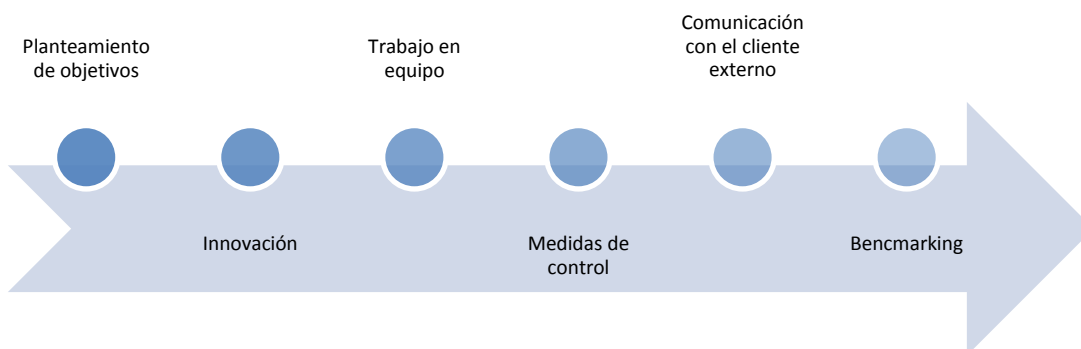 Planteamiento
de objetivos
Innovación
Trabajo en
equipo
Medidas de
control
Comunicación
con el cliente
externo
Bencmarking